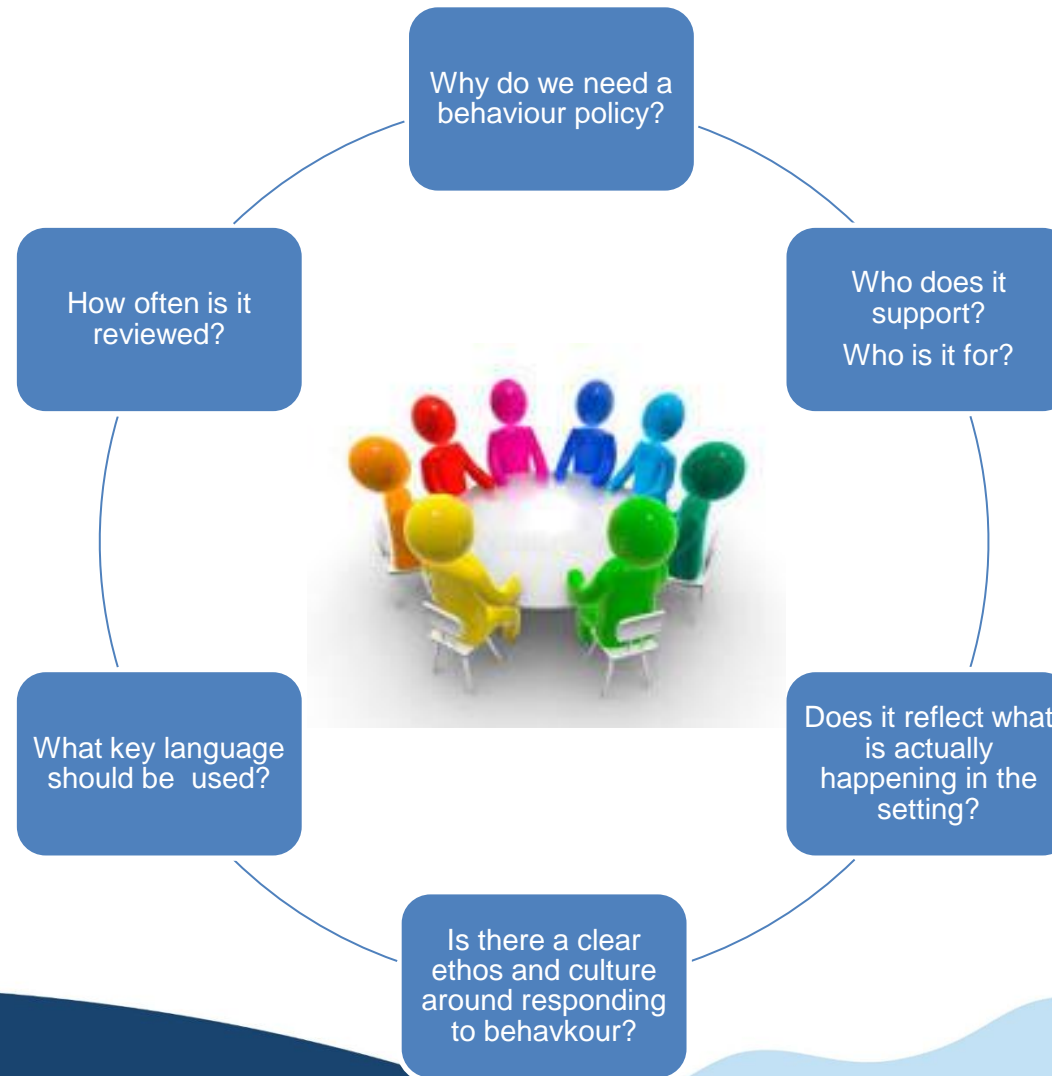 Why do we need a
behaviour policy?
Who does it
support?
Who is it for?
Does it reflect what
is actually
happening in the
setting?
Is there a clear
ethos and culture
around responding
to behavkour?
What key language
should be  used?
How often is it
reviewed?